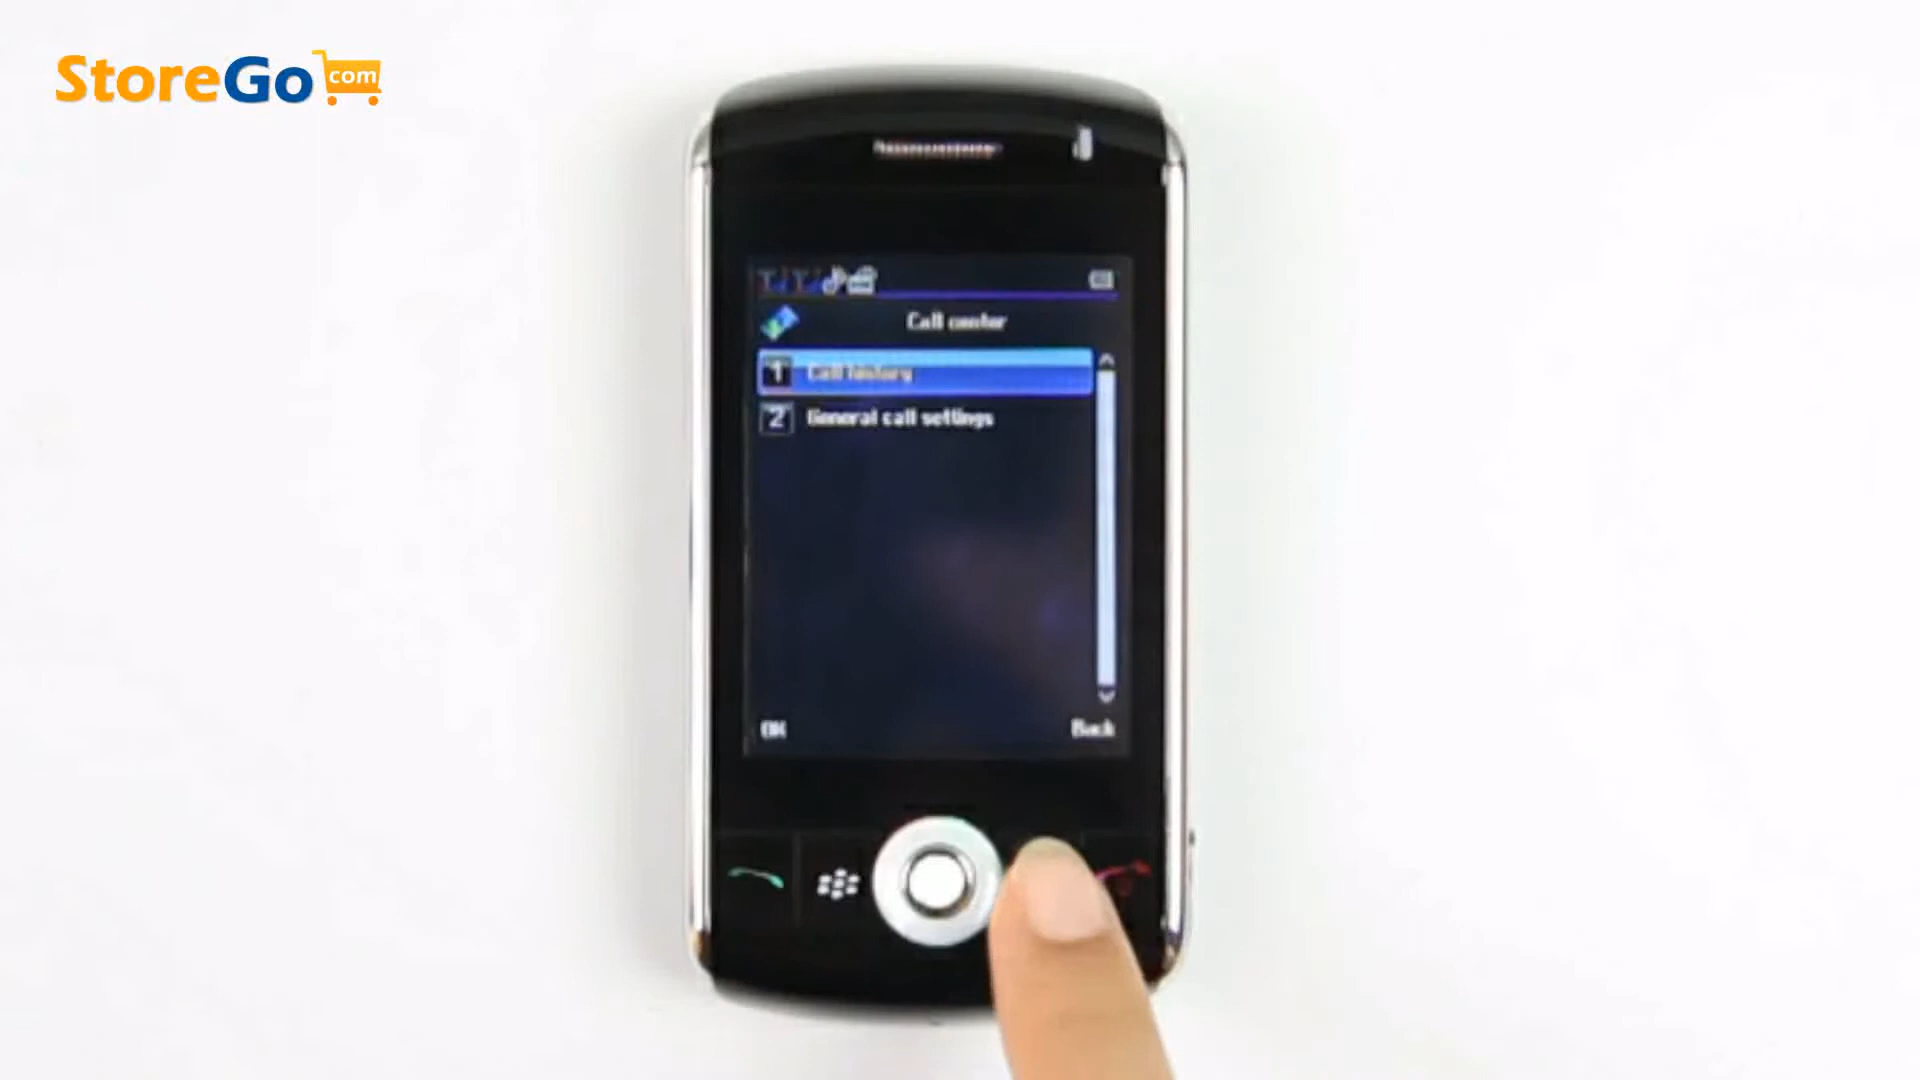 StoreGo com
Call center
1 Call history
2 General call settings
OK Back